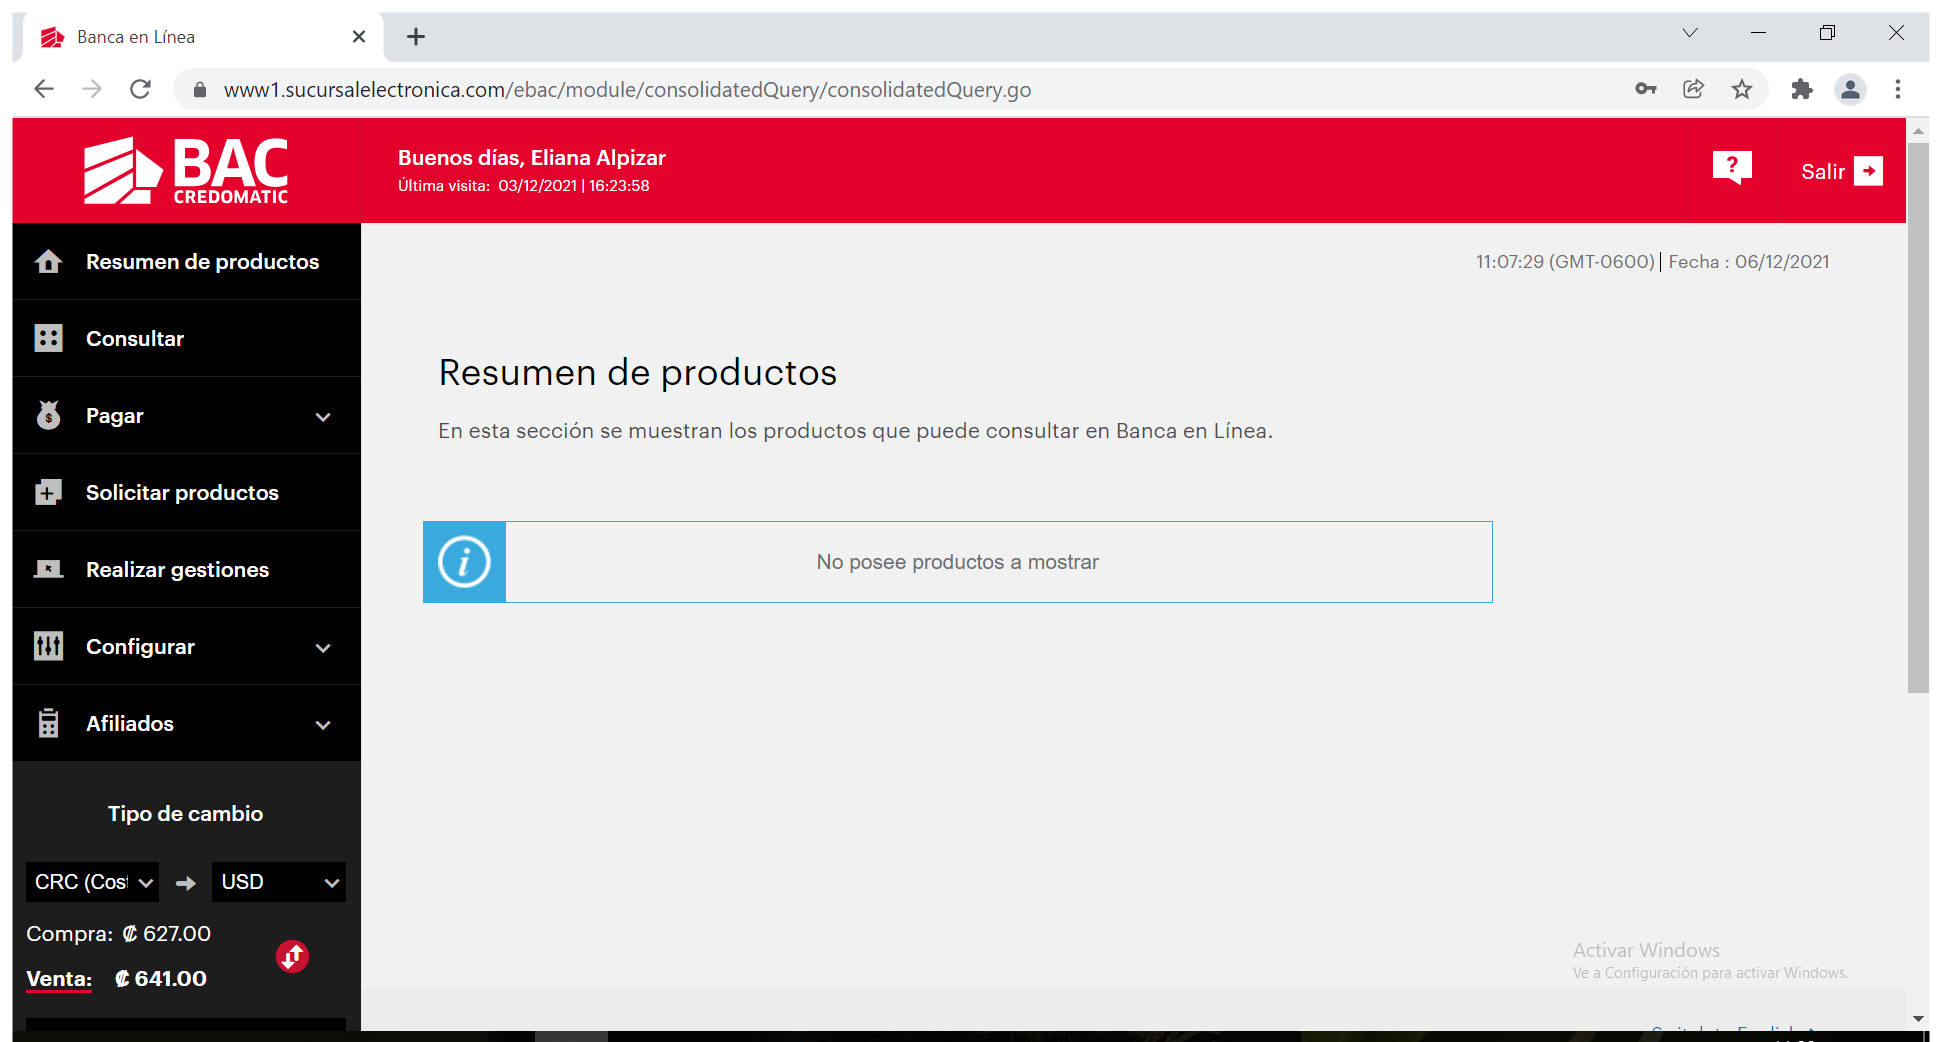 Banca en Línea
www1.sucursalelectronica.com/ebac/module/consolidatedQuery/consolidatedQuery.go
BAC
CREDOMATIC
Buenos días, Eliana Alpizar
Última visita: 03/12/2021 | 16:23:58
?
Salir
Resumen de productos
Consultar
Pagar
Solicitar productos
Realizar gestiones
Configurar
Afiliados
Tipo de cambio
CRC (Cos
USD
Compra: ₡ 627.00
Venta: ₡ 641.00
11:07:29 (GMT-0600) | Fecha : 06/12/2021
Resumen de productos
En esta sección se muestran los productos que puede consultar en Banca en Línea.
i
No posee productos a mostrar
Activar Windows
Ve a Configuración para activar Windows.